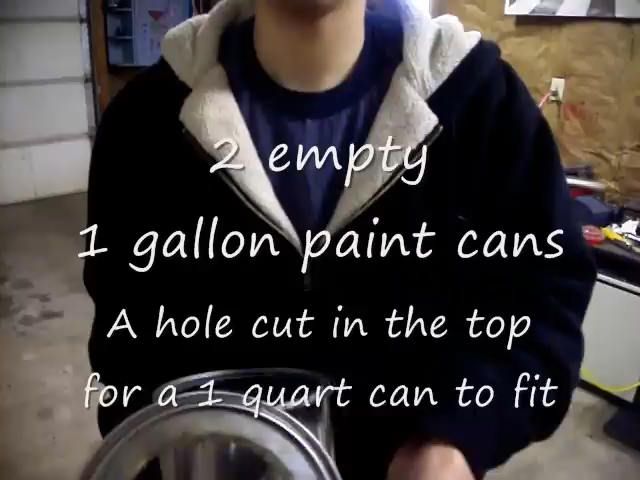 2 empty
1 gallon paint cans
A hole cut in the top
for a 1 quart can to fit